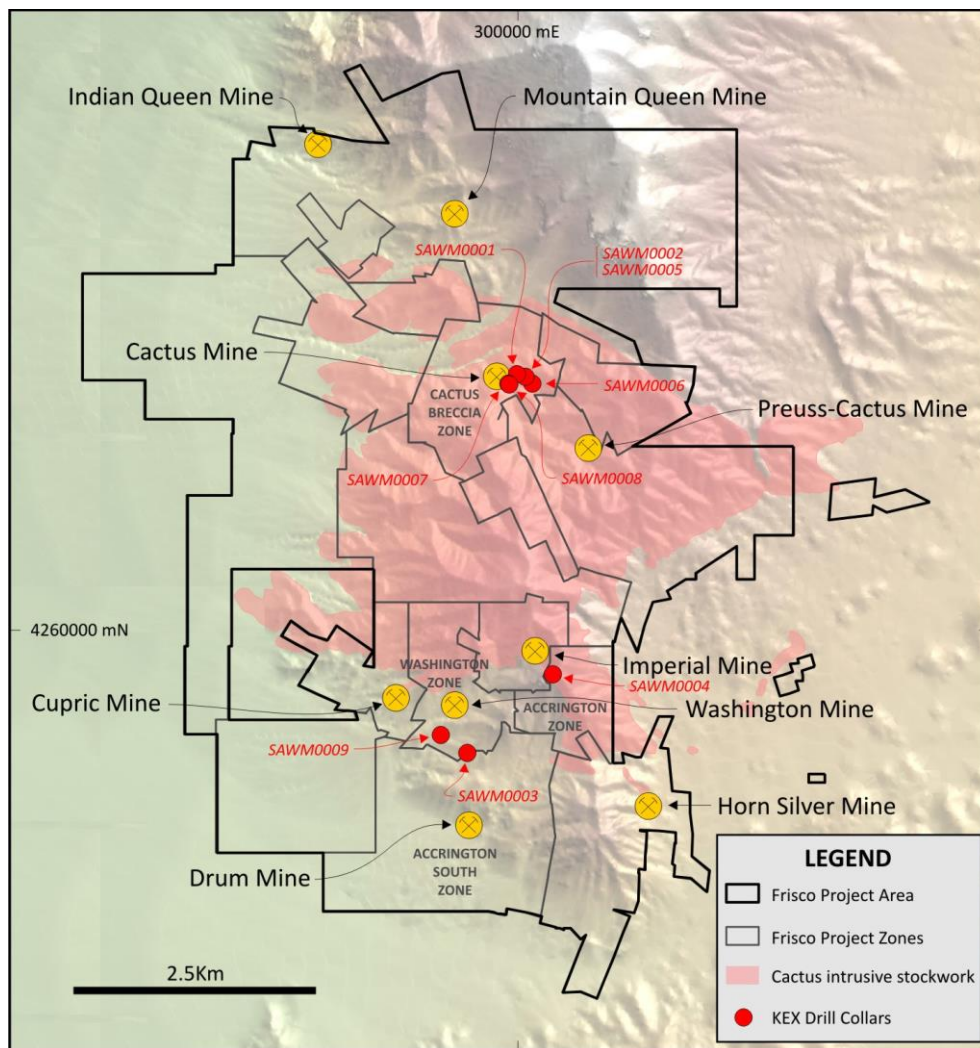 300000 mE
Indian Queen Mine
Mountain Queen Mine
SAWM0001
SAWM0002
SAWM0005
Cactus Mine
CACTUS
BRECCIA
ZONE
SAWM0006
Preuss-Cactus Mine
SAWM0007
SAWM0008
4260000 mN
WASHINGTON
ZONE
Imperial Mine
SAWM0004
Cupric Mine
ACCRINGTON
ZONE
Washington Mine
SAWM0009
SAWM0003
Horn Silver Mine
Drum Mine
ACCRINGTON
SOUTH
ZONE
2.5Km
LEGEND
Frisco Project Area
Frisco Project Zones
Cactus intrusive stockwork
KEX Drill Collars